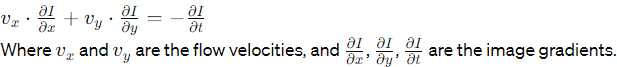 v_x · ∂I/∂x + v_y · ∂I/∂y = −∂I/∂t
Where v_x and v_y are the flow velocities, and ∂I/∂x, ∂I/∂y, ∂I/∂t are the image gradients.